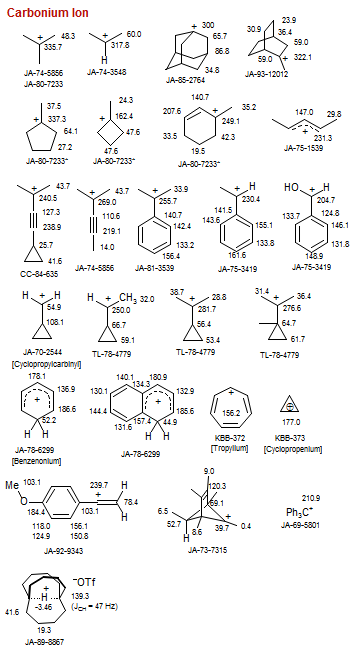 Carbonium Ion
+ 48.3
335.7
JA-74-5856
JA-80-7233
+ 60.0
317.8
JA-74-3548
+ 300
65.7
86.8
34.8
JA-85-2764
23.9
30.9 36.4
59.0
59.0 + 322.1
JA-93-12012
37.5
+ 337.3
64.1
27.2
JA-80-7233-
24.3
+ 162.4
47.6
47.6
JA-80-7233-
140.7
207.6 + 35.2
249.1
33.5 42.3
19.5
JA-80-7233-
147.0 29.8
+
231.3
JA-75-1539
+ 43.7
240.5
127.3
238.9
25.7
41.6
CC-84-635
+ 43.7
269.0
110.6
219.1
14.0
JA-74-5856
+ 33.9
255.7
140.7
142.4
133.2
156.4
JA-81-3539
+ H
230.4
141.5
143.6 155.1
133.8
161.6
JA-75-3419
HO + H
204.7
133.7 124.8
146.1
131.8
148.9
JA-75-3419
H + H
54.9
108.1
JA-70-2544
[Cyclopropylcarbinyl]
H + CH3 32.0
250.0
66.7
59.1
TL-78-4779
38.7 + 28.8
281.7
56.4
53.4
TL-78-4779
31.4 + 36.4
276.6
64.7
61.7
TL-78-4779
178.1
136.9
+
186.6
52.2
H H
JA-78-6299
[Benzenonium]
140.1 180.9
130.1 134.3 132.9
+
144.4 185.6
131.6 157.4 44.9
H H
JA-78-6299
+
156.2
KBB-372
[Tropylium]
+
177.0
KBB-373
[Cyclopropenium]
Me 103.1
O
239.7 H
+
78.4
184.4 103.1 H
118.0 156.1
124.9 150.8
JA-92-9343
9.0
120.3
69.1
6.5 +
52.7 39.7 0.4
H 8.6
JA-73-7315
210.9
Ph3C+
JA-69-5801
+ -OTf
H 139.3
-3.46 (JCH = 47 Hz)
41.6
19.3
JA-89-8867